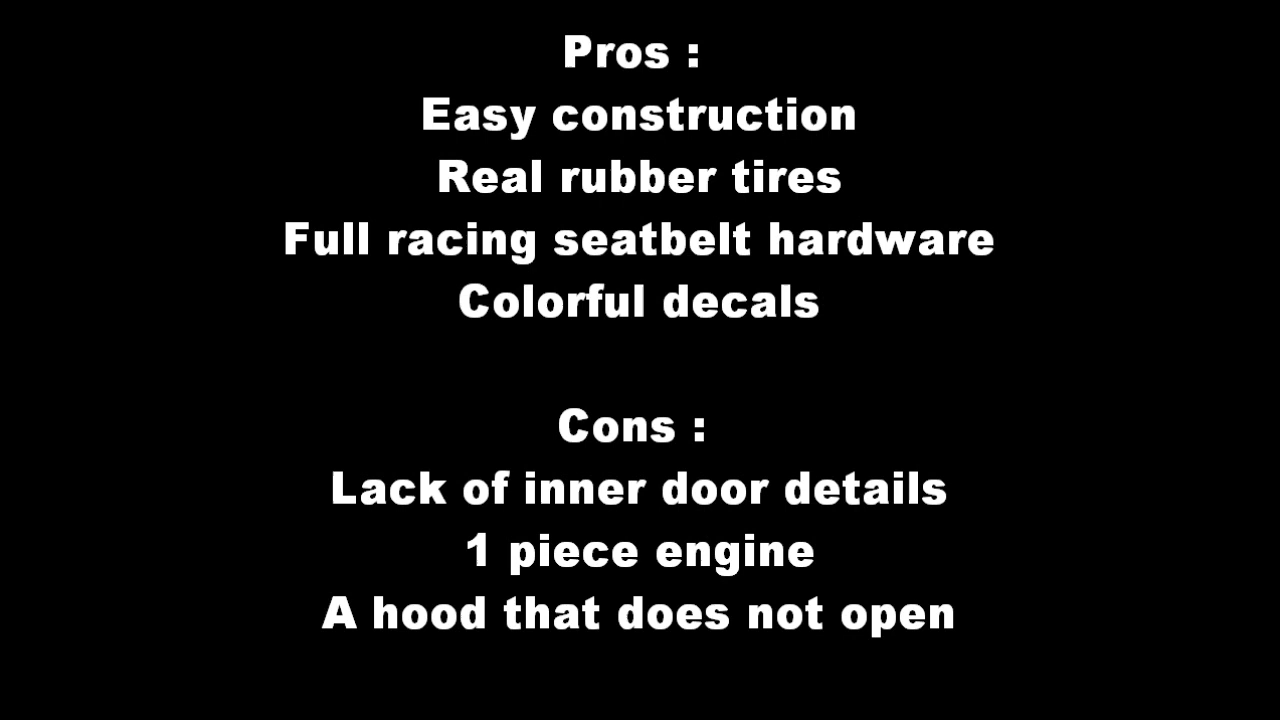 Pros :
Easy construction
Real rubber tires
Full racing seatbelt hardware
Colorful decals
Cons :
Lack of inner door details
1 piece engine
A hood that does not open